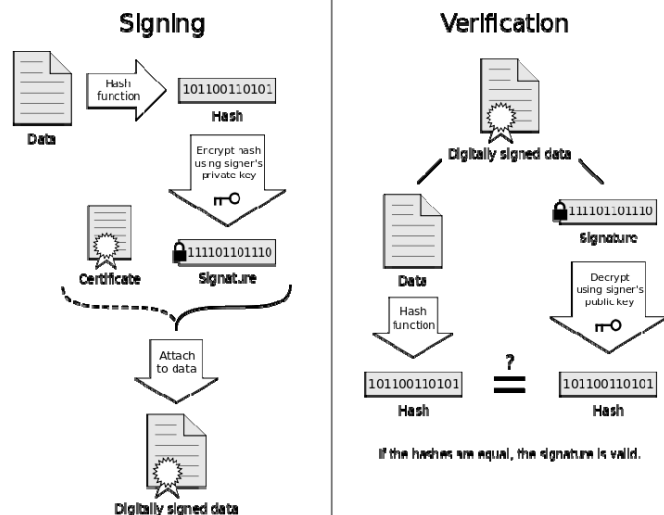 Signing
Hash
function
101100110101
Data
Hash
Encrypt hash
using signer's
private key
111101101110
Certificate
Signature
Attach
to data
Digitally signed data
Verification
Digitally signed data
111101101110
Signature
Data
Decrypt
using signer's
public key
Hash
function
?
101100110101
=
101100110101
Hash
Hash
If the hashes are equal, the signature is valid.